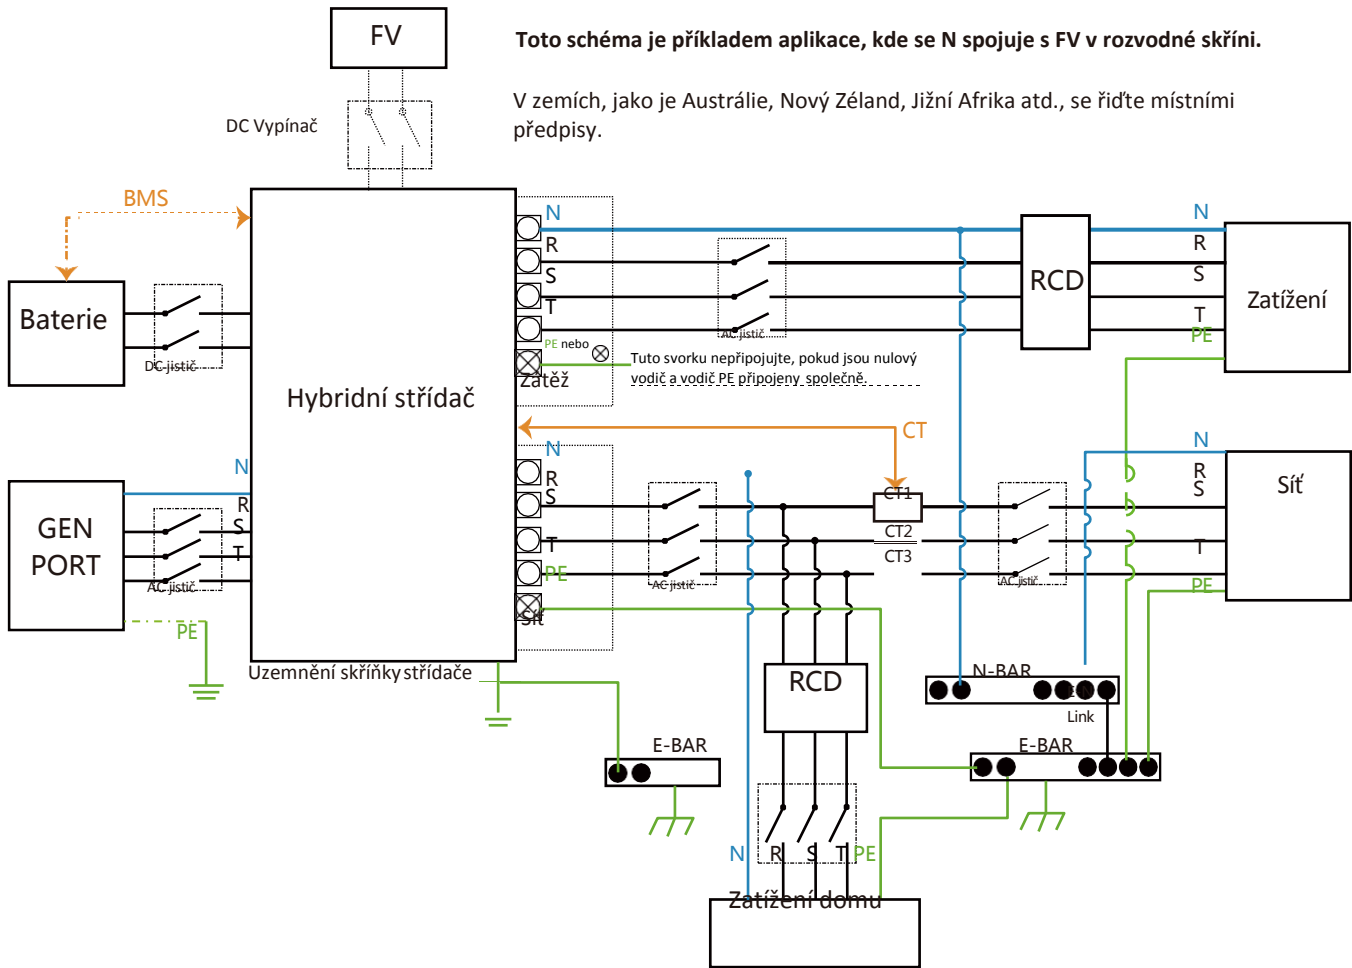 FV
Toto schéma je příkladem aplikace, kde se N spojuje s FV v rozvodné skříni.
V zemích, jako je Austrálie, Nový Zéland, Jižní Afrika atd., se řiďte místními
předpisy.
DC Vypínač
BMS
N
R
S
T
PE nebo
Zátěž
AC jistič
Tuto svorku nepřipojujte, pokud jsou nulový
vodič a vodič PE připojeny společně.
RCD
N
R
S
T
PE
Zatížení
Baterie
DC jistič
Hybridní střídač
CT
N
R
S
T
PE
Síť
AC jistič
CT1
CT2
CT3
AC jistič
N
R
S
T
PE
Síť
GEN
PORT
N
R
S
T
AC jistič
PE
Uzemnění skříňky střídače
RCD
N-BAR
Link
E-BAR
E-BAR
N
R
S
T
PE
Zatížení domu